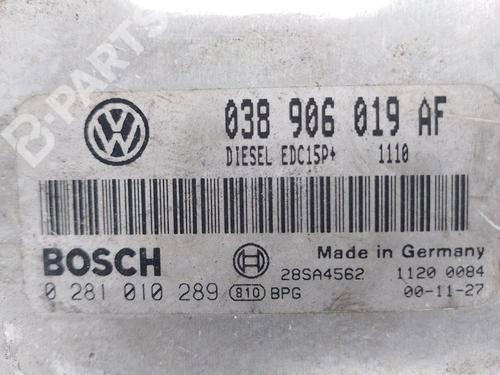 B-PARTS
VW
038 906 019 AF
DIESEL EDC15P+ 1110
BOSCH
Made in Germany
28SA4562 1120 0084
0 281 010 289 810 BPG 00-11-27